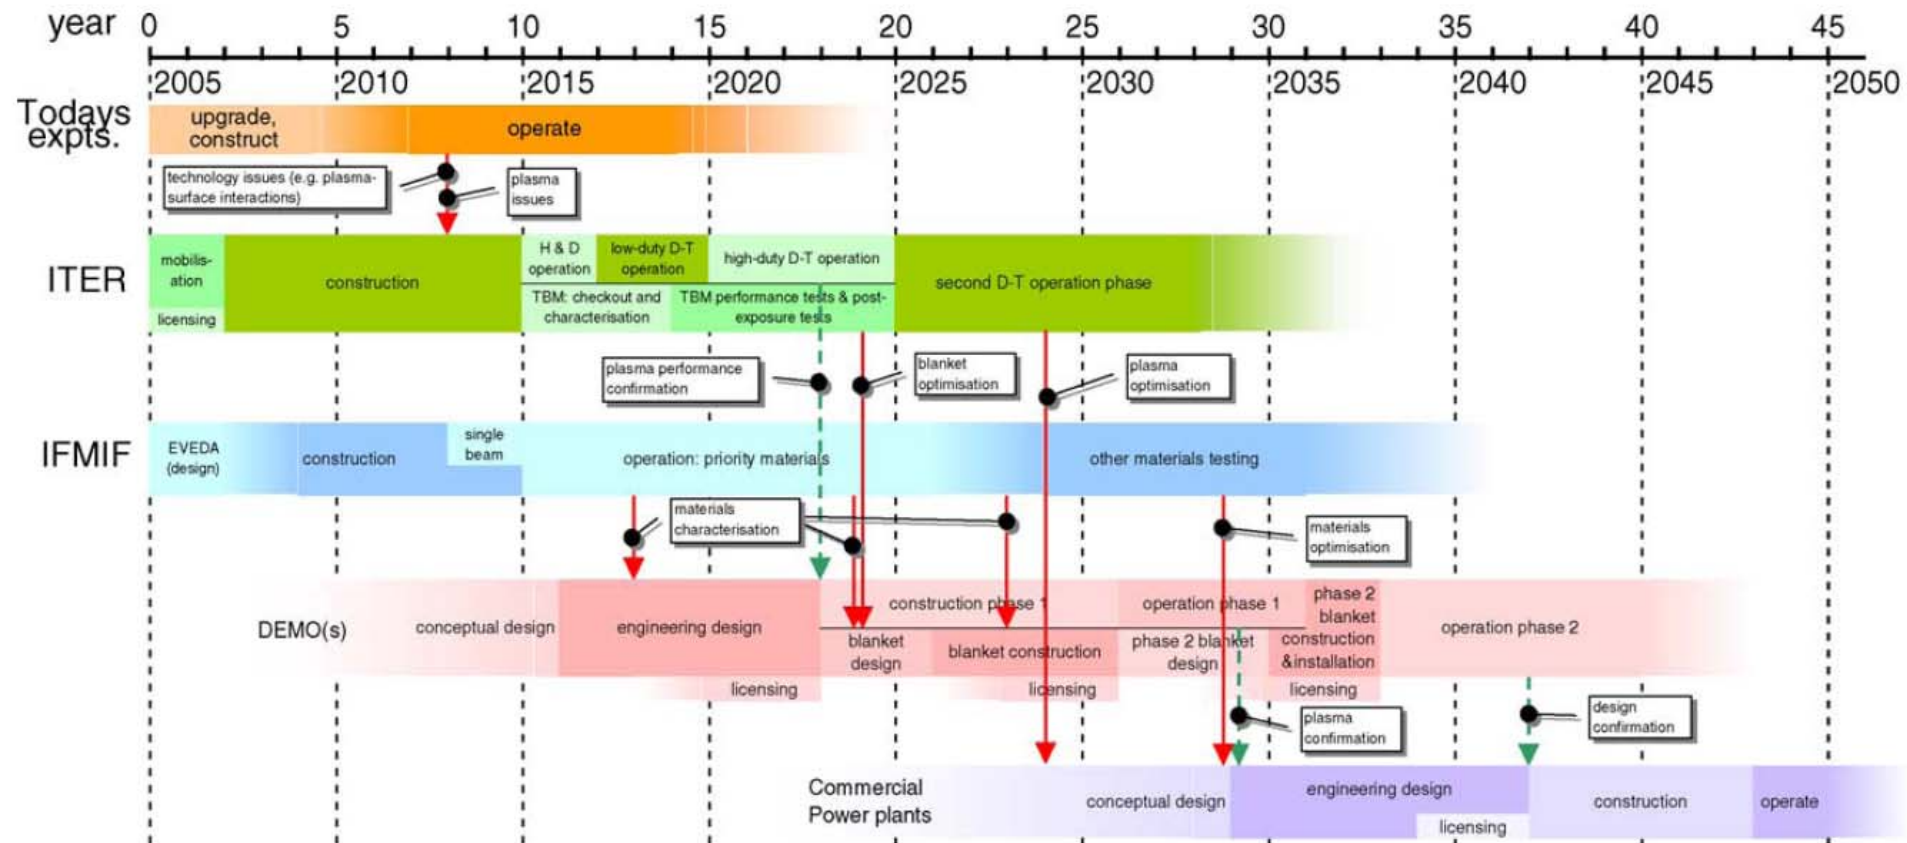 year 0 5 10 15 20 25 30 35 40 45
2005 2010 2015 2020 2025 2030 2035 2040 2045 2050
Todays
expts.
upgrade,
construct
operate
technology issues (e.g. plasma-
surface interactions)
plasma
issues
ITER
mobilis-
ation
licensing
construction
H & D
operation
low-duty D-T
operation
high-duty D-T operation
TBM: checkout and
characterisation
TBM performance tests & post-
exposure tests
second D-T operation phase
plasma performance
confirmation
blanket
optimisation
plasma
optimisation
IFMIF
EVEDA
(design)
construction
single
beam
operation: priority materials
other materials testing
materials
characterisation
materials
optimisation
DEMO(s)
conceptual design
engineering design
construction phase 1
operation phase 1
blanket
design
blanket construction
phase 2 blanket
design
phase 2
blanket
construction
&installation
operation phase 2
licensing
licensing
licensing
plasma
confirmation
design
confirmation
Commercial
Power plants
conceptual design
engineering design
licensing
construction
operate